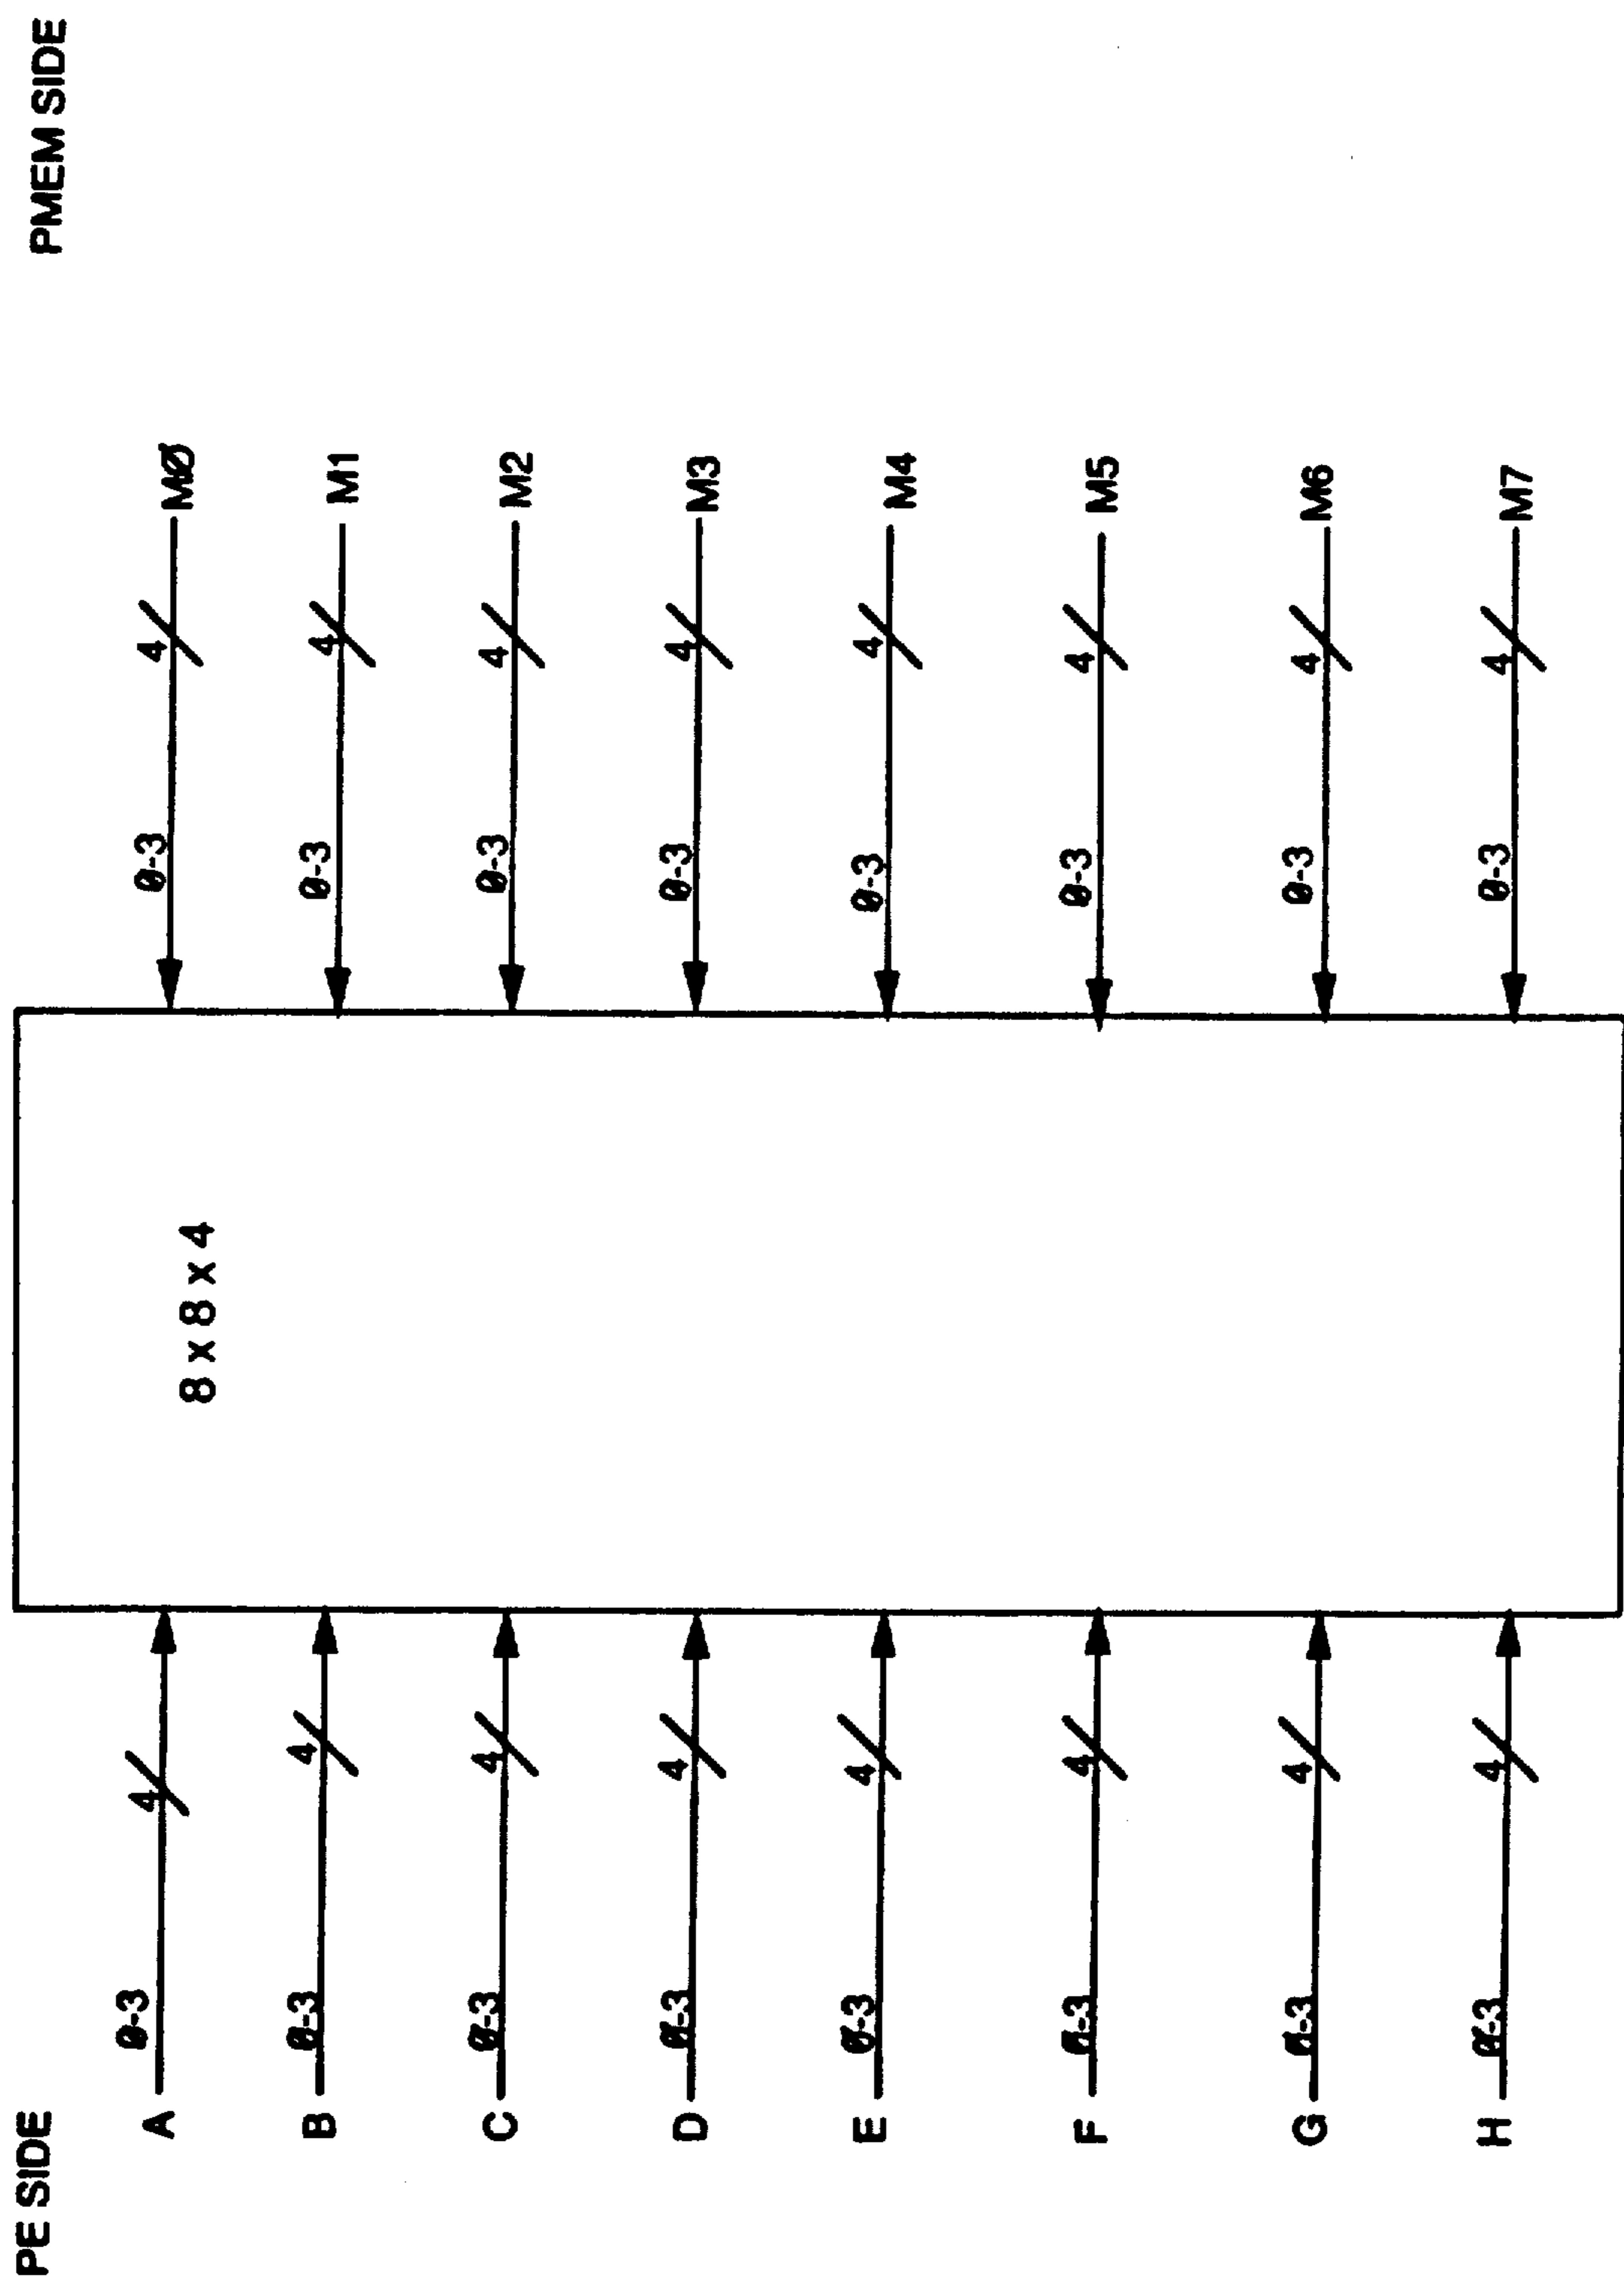 PE SIDE
PMEM SIDE
8 x 8 x 4
A Ø-3 4 4 Ø-3 MØ
B Ø-3 4 4 Ø-3 M1
C Ø-3 4 4 Ø-3 M2
D Ø-3 4 4 Ø-3 M3
E Ø-3 4 4 Ø-3 M4
F Ø-3 4 4 Ø-3 M5
G Ø-3 4 4 Ø-3 M6
H Ø-3 4 4 Ø-3 M7